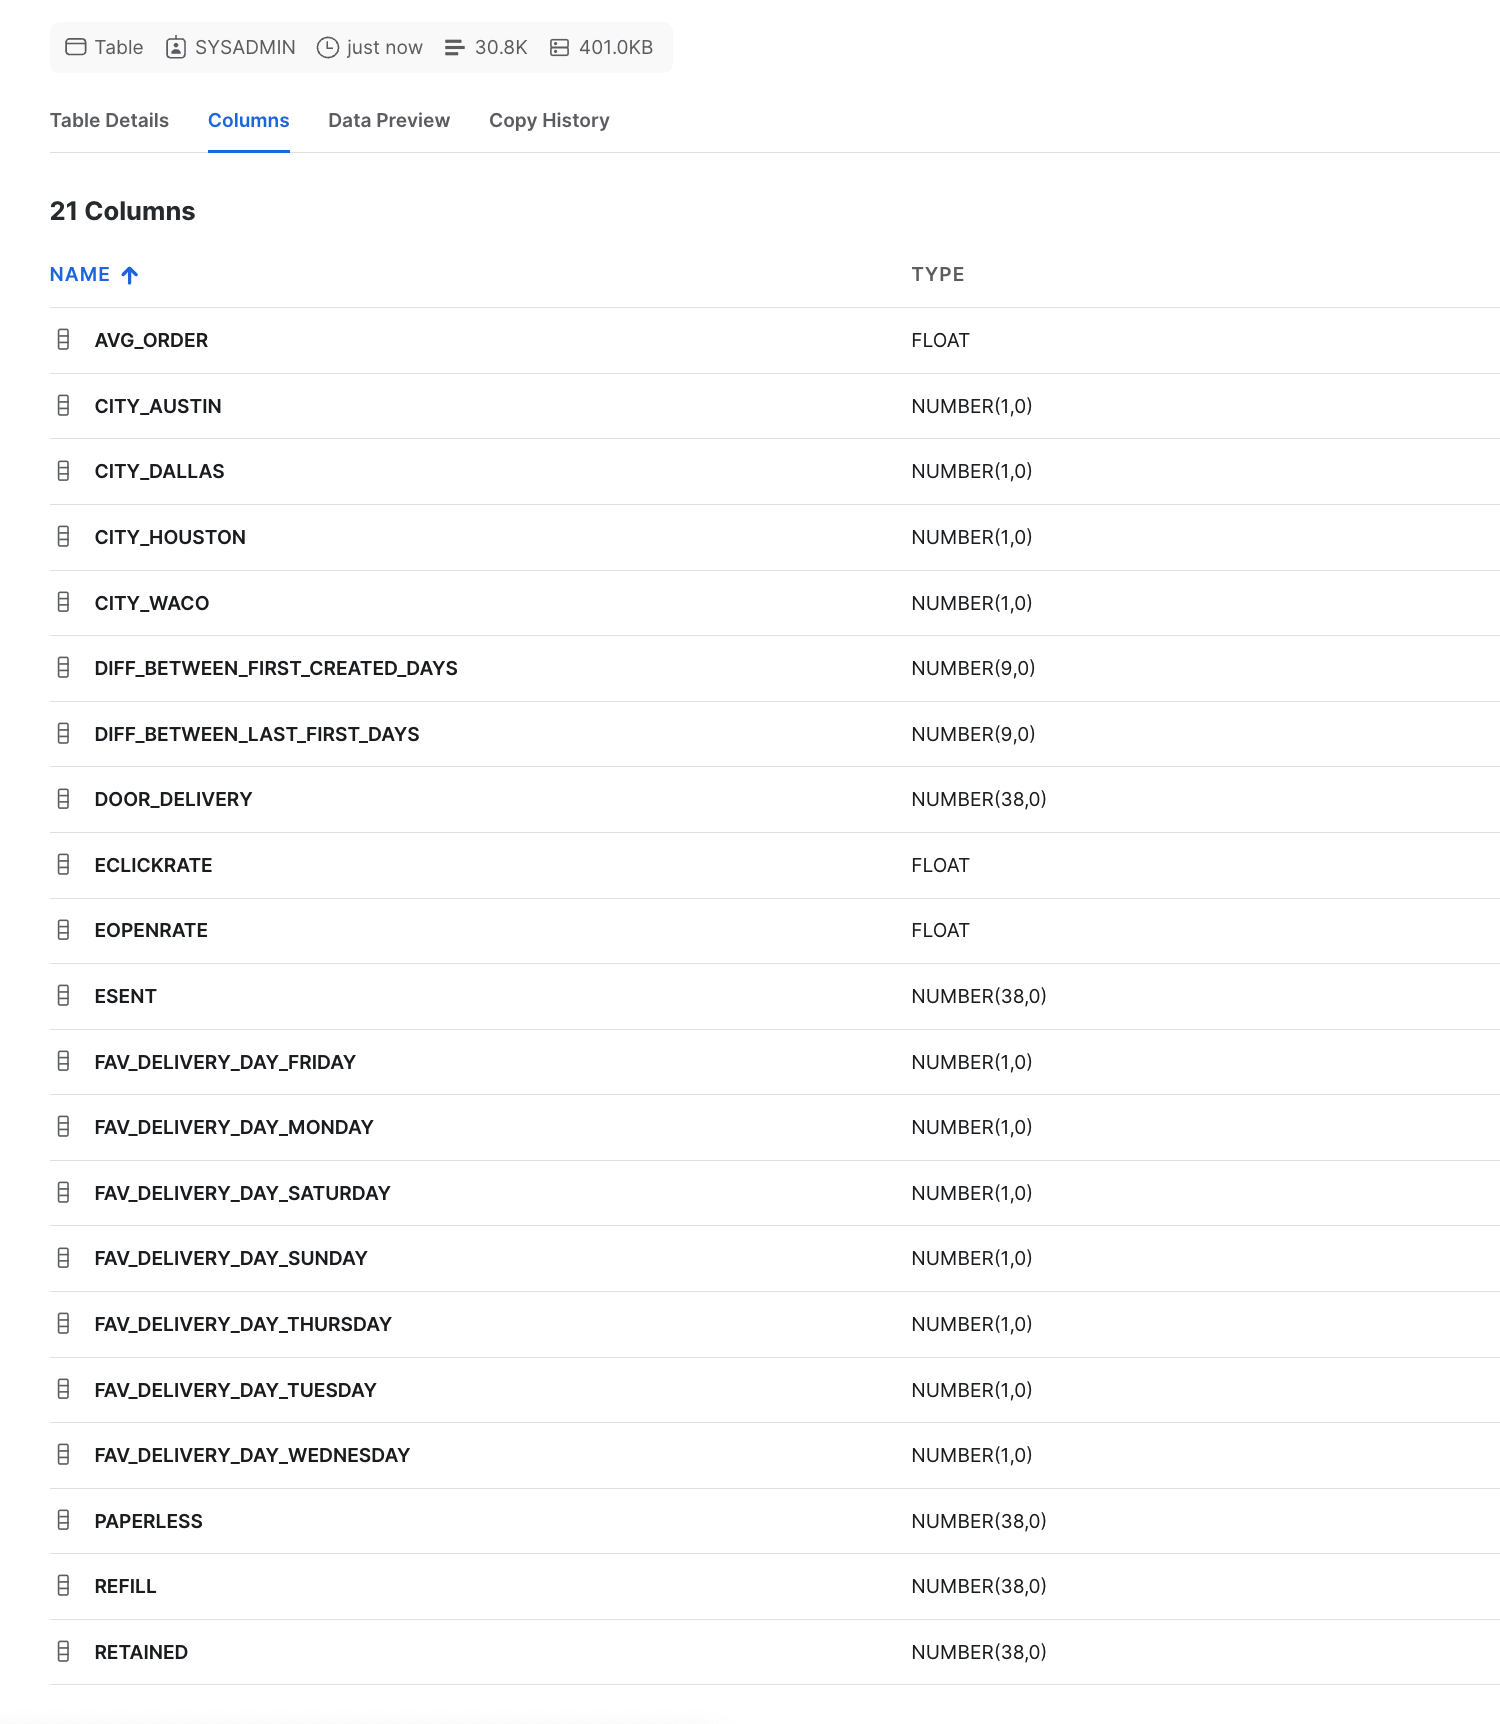 Table SYSADMIN just now 30.8K 401.0KB
Table Details Columns Data Preview Copy History
21 Columns
NAME TYPE
AVG_ORDER FLOAT
CITY_AUSTIN NUMBER(1,0)
CITY_DALLAS NUMBER(1,0)
CITY_HOUSTON NUMBER(1,0)
CITY_WACO NUMBER(1,0)
DIFF_BETWEEN_FIRST_CREATED_DAYS NUMBER(9,0)
DIFF_BETWEEN_LAST_FIRST_DAYS NUMBER(9,0)
DOOR_DELIVERY NUMBER(38,0)
ECLICKRATE FLOAT
EOPENRATE FLOAT
ESENT NUMBER(38,0)
FAV_DELIVERY_DAY_FRIDAY NUMBER(1,0)
FAV_DELIVERY_DAY_MONDAY NUMBER(1,0)
FAV_DELIVERY_DAY_SATURDAY NUMBER(1,0)
FAV_DELIVERY_DAY_SUNDAY NUMBER(1,0)
FAV_DELIVERY_DAY_THURSDAY NUMBER(1,0)
FAV_DELIVERY_DAY_TUESDAY NUMBER(1,0)
FAV_DELIVERY_DAY_WEDNESDAY NUMBER(1,0)
PAPERLESS NUMBER(38,0)
REFILL NUMBER(38,0)
RETAINED NUMBER(38,0)